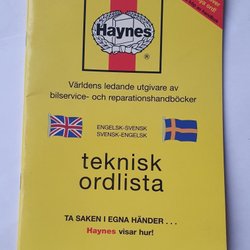 Haynes
®
Världens ledande utgivare av
bilservice- och reparationshandböcker
ENGELSK-SVENSK
SVENSK-ENGELSK
teknisk
ordlista
TA SAKEN I EGNA HÄNDER . . .
Haynes visar hur!